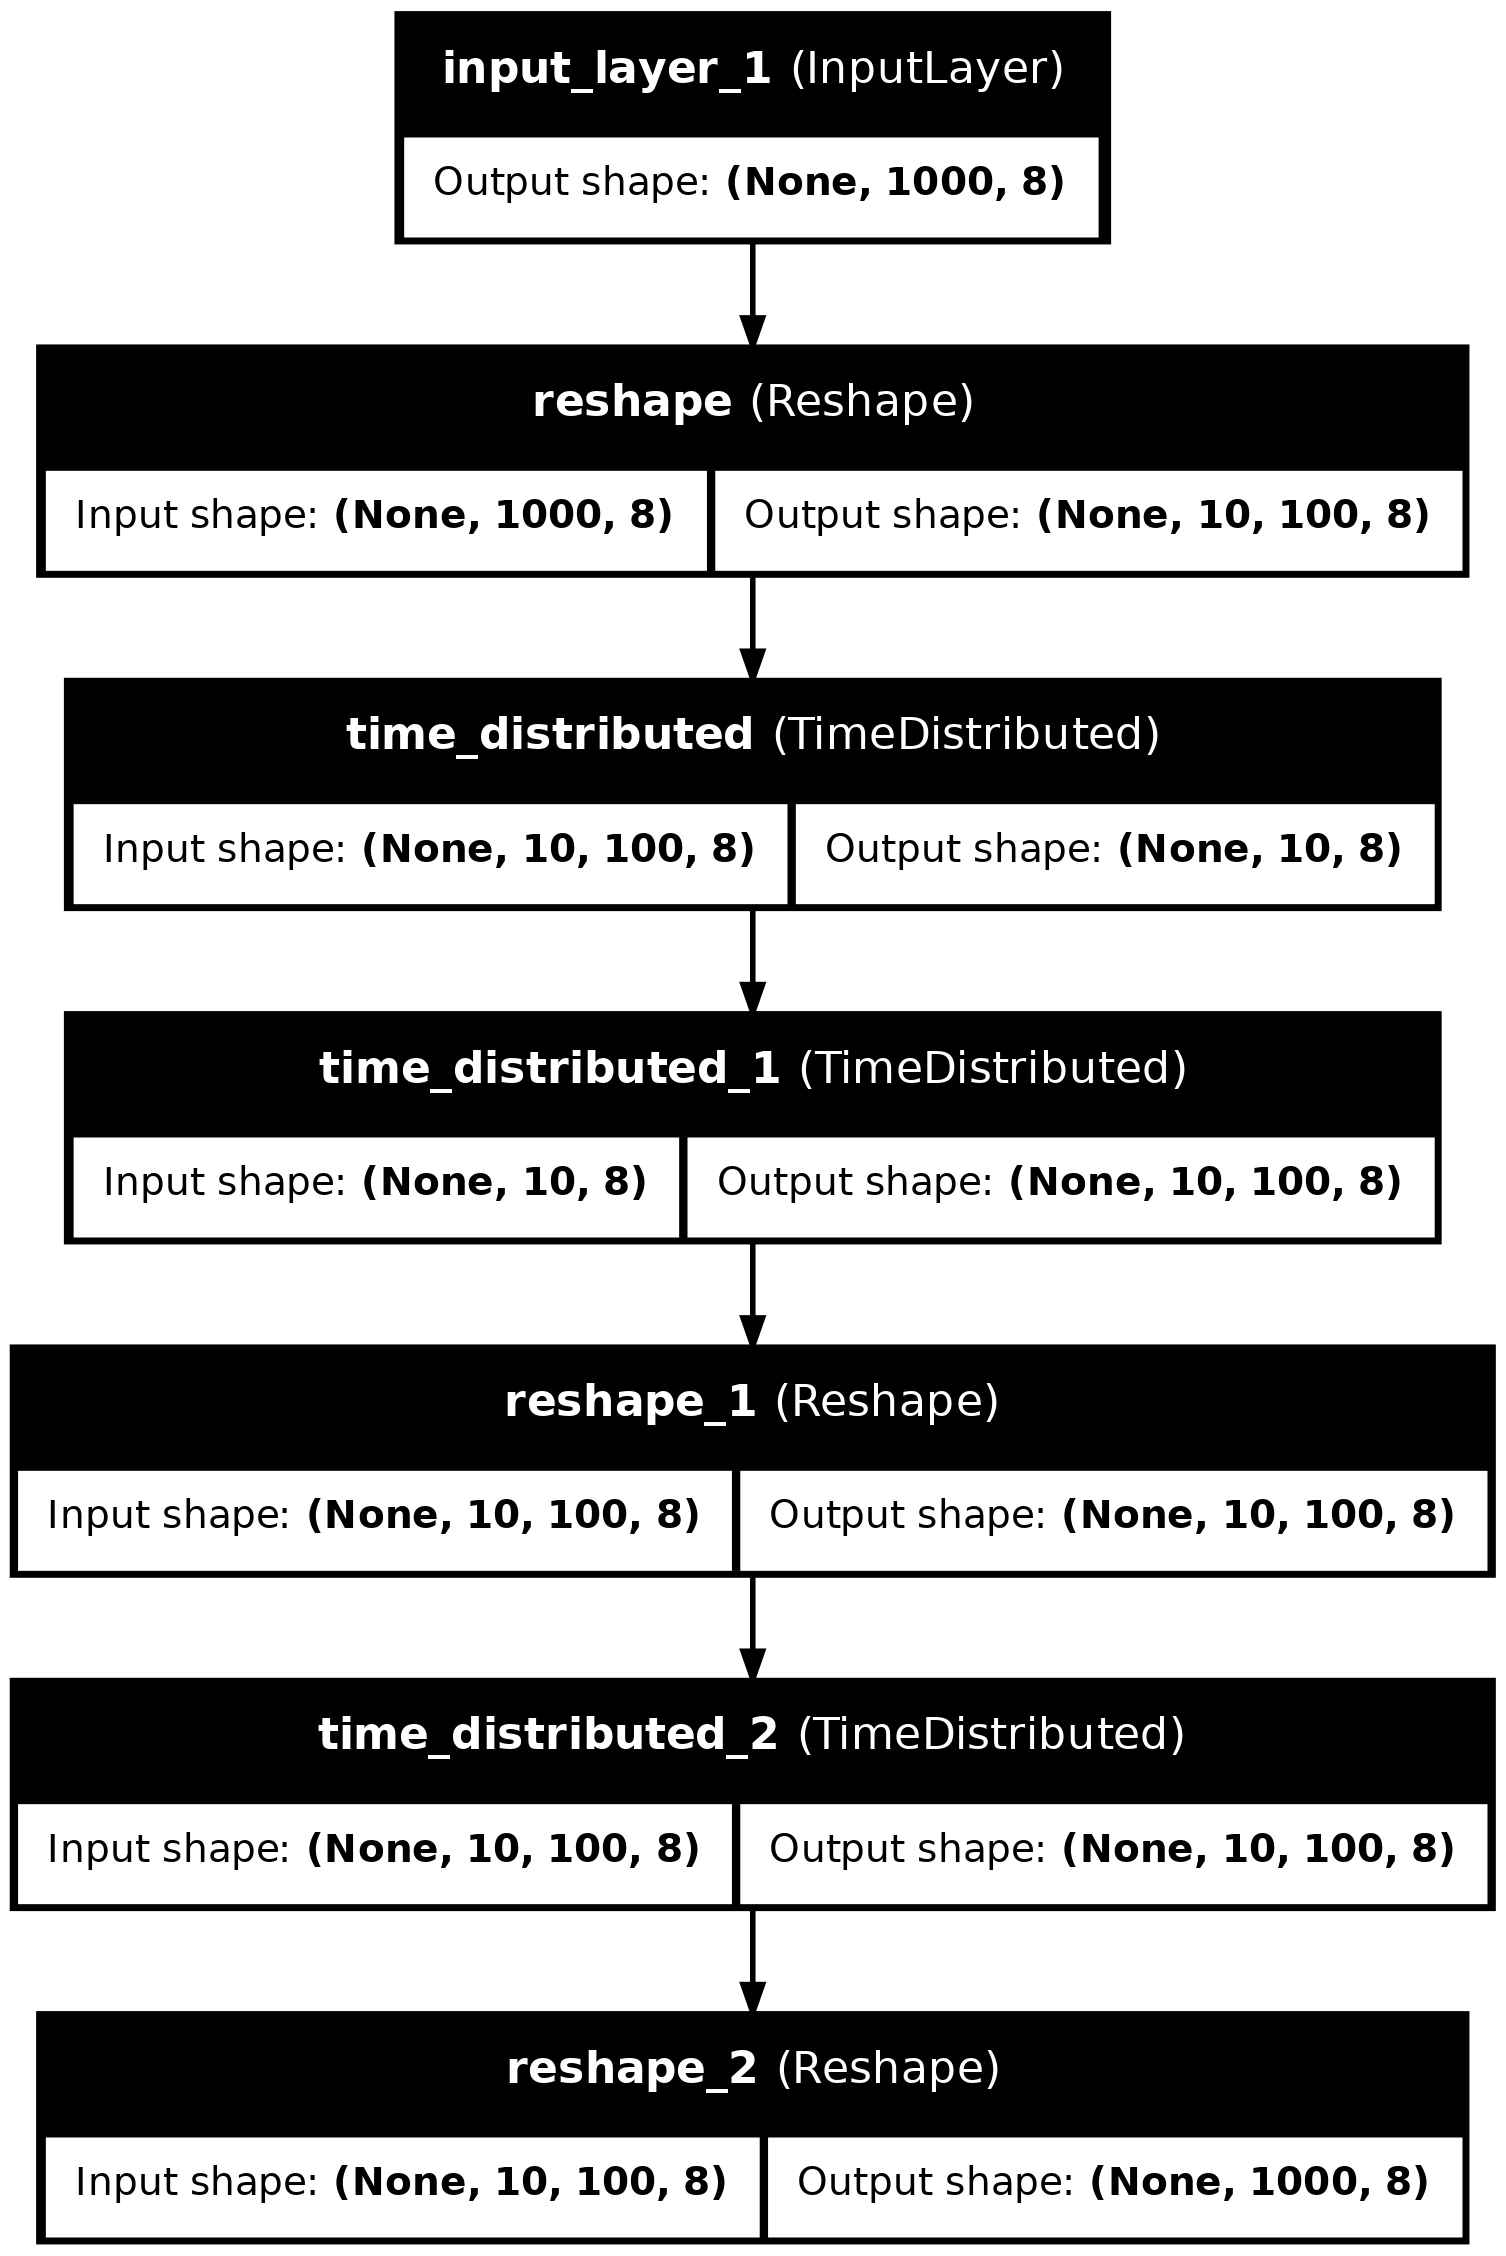 input_layer_1 (InputLayer)
Output shape: (None, 1000, 8)
reshape (Reshape)
Input shape: (None, 1000, 8) Output shape: (None, 10, 100, 8)
time_distributed (TimeDistributed)
Input shape: (None, 10, 100, 8) Output shape: (None, 10, 8)
time_distributed_1 (TimeDistributed)
Input shape: (None, 10, 8) Output shape: (None, 10, 100, 8)
reshape_1 (Reshape)
Input shape: (None, 10, 100, 8) Output shape: (None, 10, 100, 8)
time_distributed_2 (TimeDistributed)
Input shape: (None, 10, 100, 8) Output shape: (None, 10, 100, 8)
reshape_2 (Reshape)
Input shape: (None, 10, 100, 8) Output shape: (None, 1000, 8)